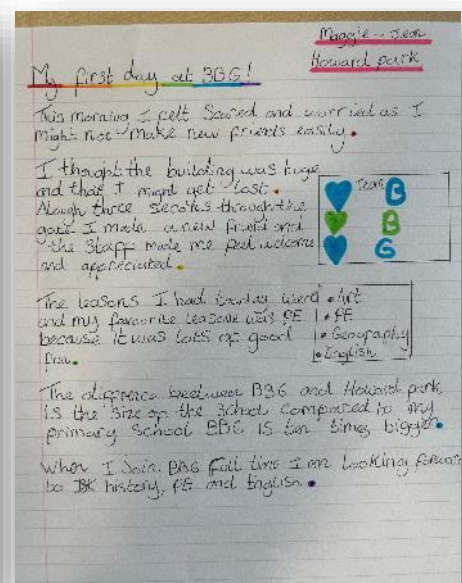 Maggie - Jean
Howard park
My first day at BBG!
This morning I felt Scared and worried as I
might not make new friends easily.
I thought the building was huge
and that I might get lost.
Alough three seconds through the
gate I made a new friend and
the Staff made me feel welcome
and appreciated.
Team B
B
G
The leasons I had today were
and my favourite leasone was PE
because it was lots of good
fun.
• Art
• PE
• Geography
• English
The difference between BBG and Howard park
is the size of the School compared to my
primary School BBG is ten times bigger.
When I Join BBG full time I am looking forward
to history, PE and English.